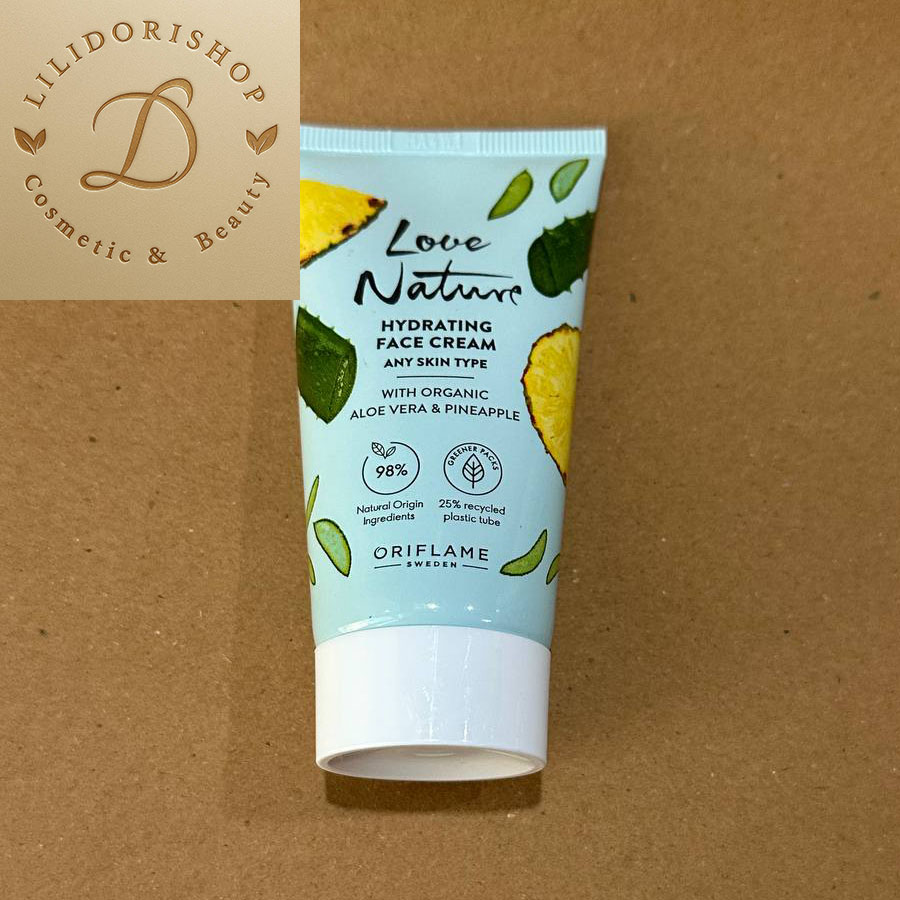 LILIDORISHOP
D
Cosmetic & Beauty
Love
Nature
HYDRATING
FACE CREAM
ANY SKIN TYPE
WITH ORGANIC
ALOE VERA & PINEAPPLE
98%
Natural Origin
Ingredients
GREENER PACKS
25% recycled
plastic tube
ORIFLAME
SWEDEN